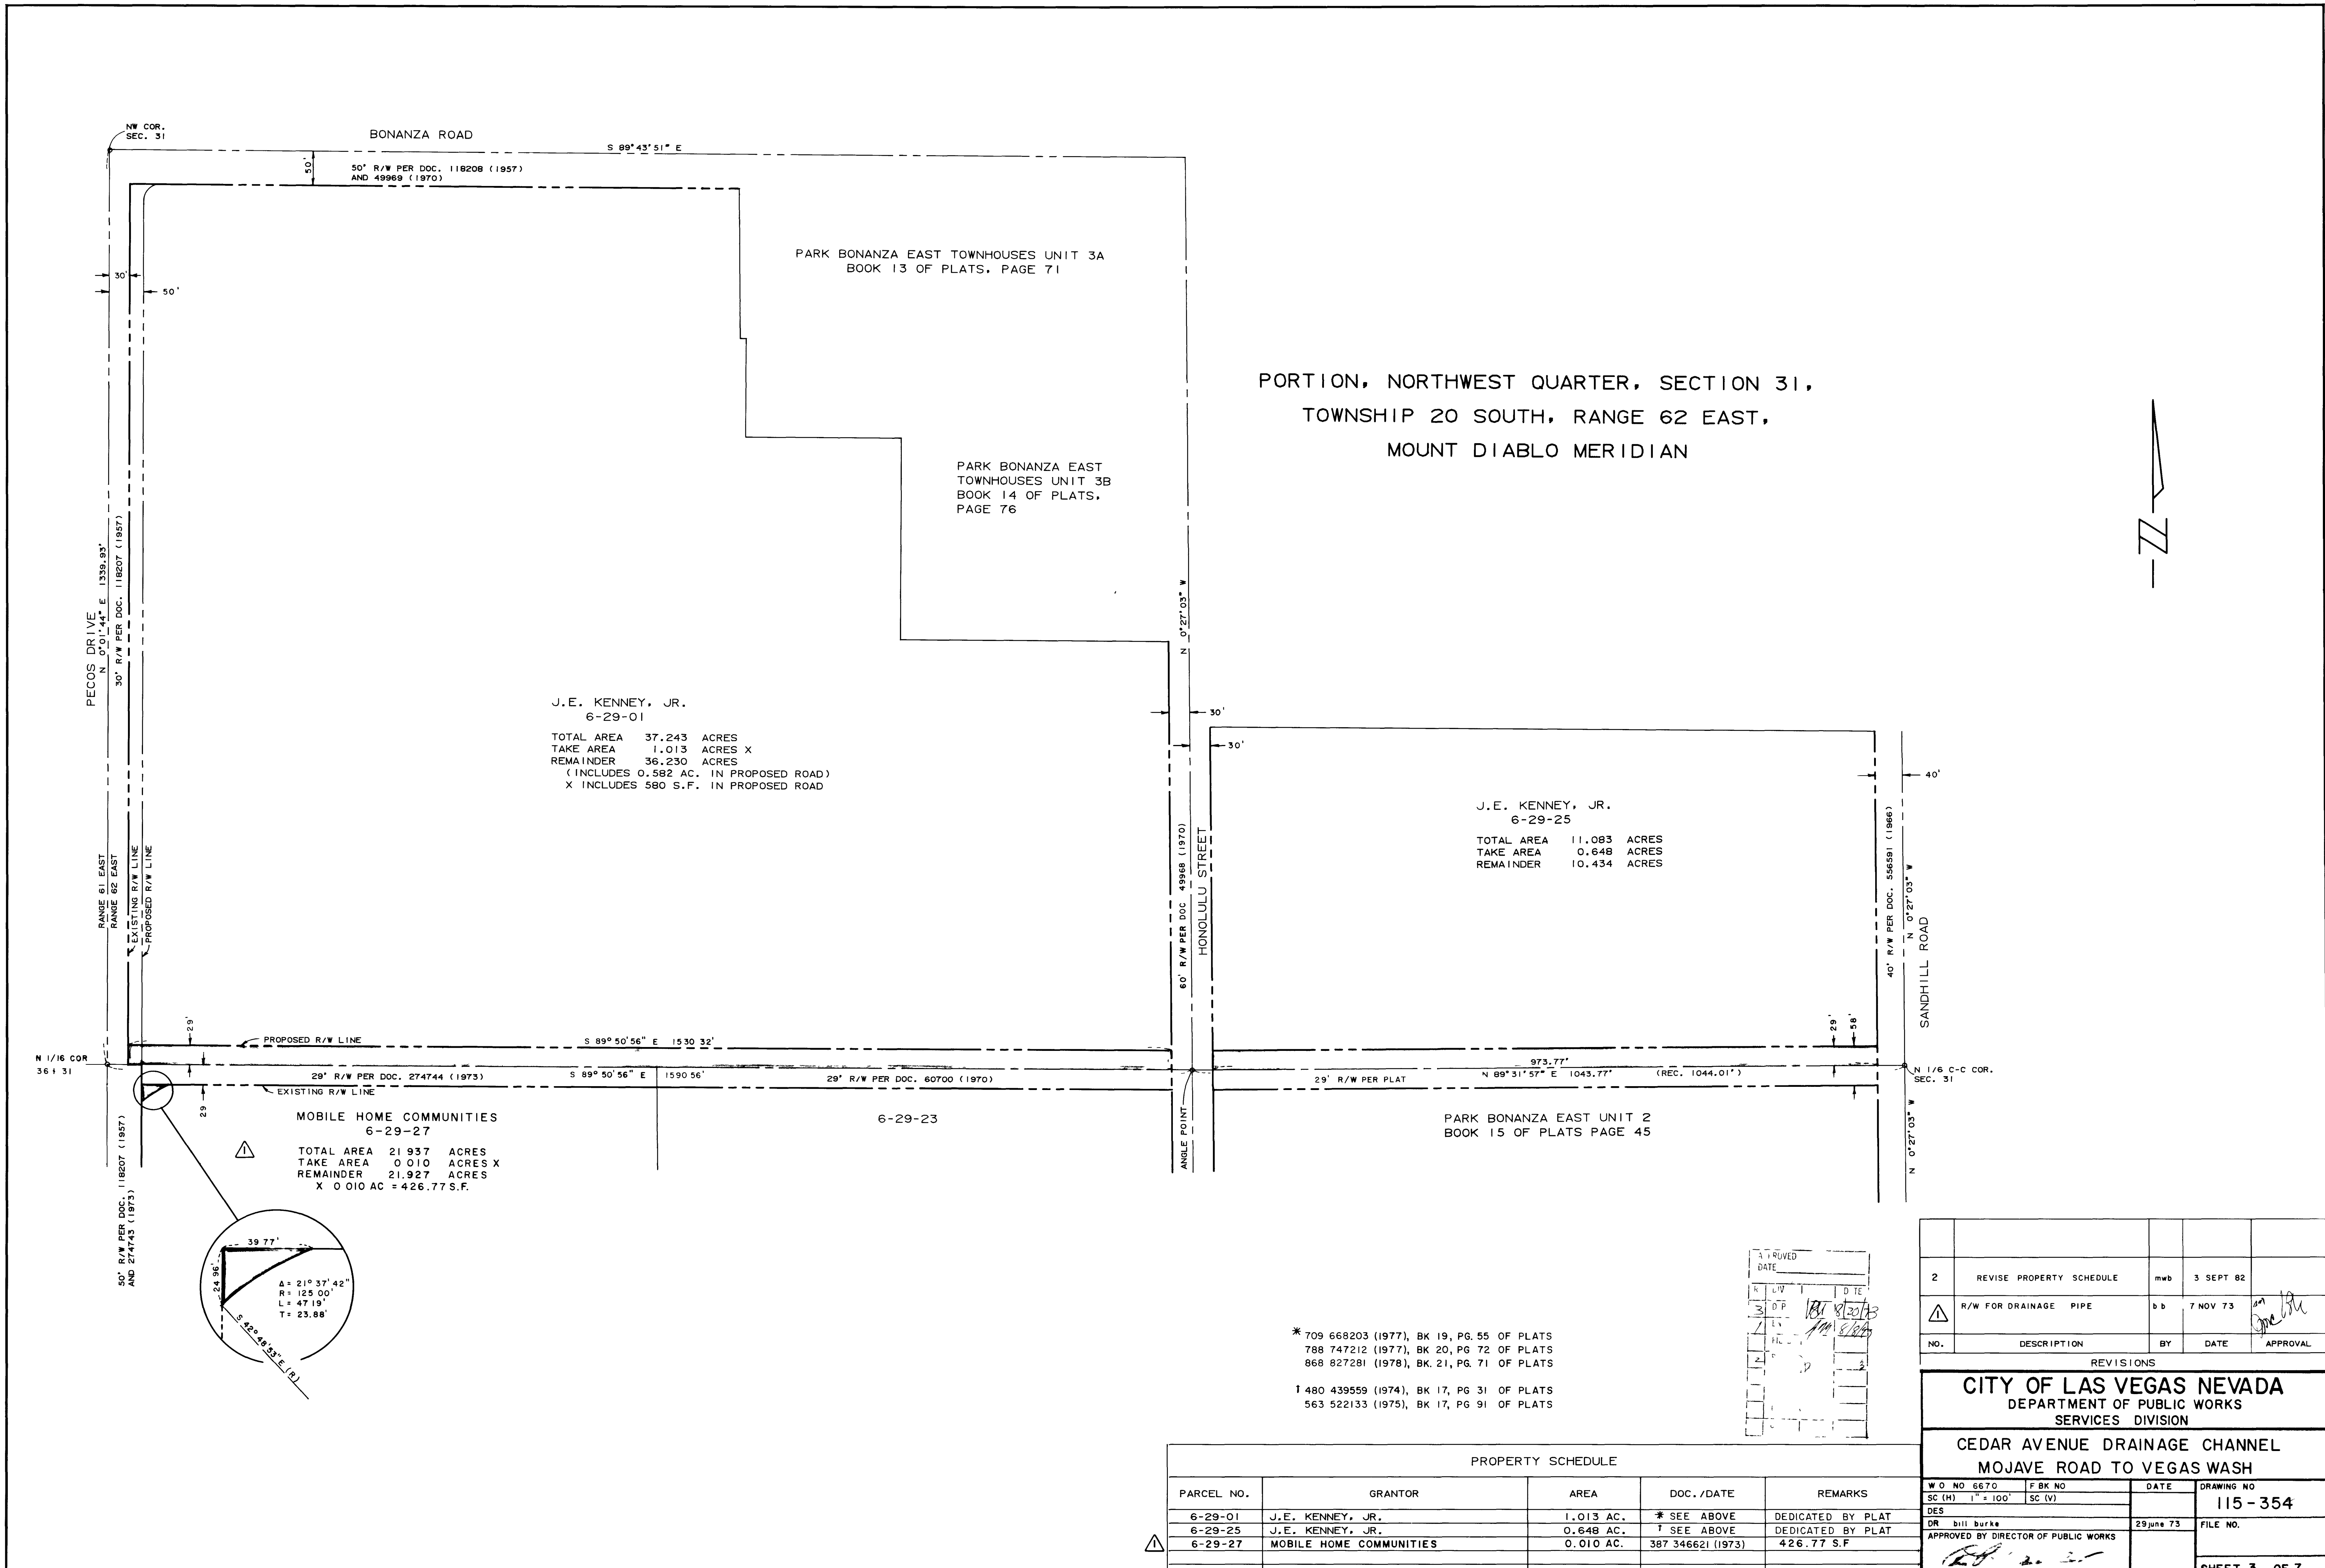 NW COR.
SEC. 31
BONANZA ROAD
S 89°43'51" E
50'
50' R/W PER DOC. 118208 (1957)
AND 49969 (1970)
30'
50'
PARK BONANZA EAST TOWNHOUSES UNIT 3A
BOOK 13 OF PLATS, PAGE 71
PORTION, NORTHWEST QUARTER, SECTION 31,
TOWNSHIP 20 SOUTH, RANGE 62 EAST,
MOUNT DIABLO MERIDIAN
N
PARK BONANZA EAST
TOWNHOUSES UNIT 3B
BOOK 14 OF PLATS,
PAGE 76
PECOS DRIVE
N 0°01'44" E 1339.93'
30' R/W PER DOC. 118207 (1957)
N 0°27'03" W
J.E. KENNEY, JR.
6-29-01
TOTAL AREA 37.243 ACRES
TAKE AREA 1.013 ACRES X
REMAINDER 36.230 ACRES
(INCLUDES 0.582 AC. IN PROPOSED ROAD)
X INCLUDES 580 S.F. IN PROPOSED ROAD
30'
30'
40'
J.E. KENNEY, JR.
6-29-25
TOTAL AREA 11.083 ACRES
TAKE AREA 0.648 ACRES
REMAINDER 10.434 ACRES
RANGE 61 EAST
RANGE 62 EAST
EXISTING R/W LINE
PROPOSED R/W LINE
60' R/W PER DOC 49968 (1970)
HONOLULU STREET
40' R/W PER DOC. 556591 (1966)
N 0°27'03" W
SANDHILL ROAD
29'
PROPOSED R/W LINE
S 89°50'56" E 1530 32'
29'
58'
N 1/16 COR
36 | 31
29' R/W PER DOC. 274744 (1973)
S 89°50'56" E 1590 56'
29' R/W PER DOC. 60700 (1970)
29' R/W PER PLAT
973.77'
N 89°31'57" E 1043.77'
(REC. 1044.01')
N 1/6 C-C COR.
SEC. 31
EXISTING R/W LINE
29
MOBILE HOME COMMUNITIES
6-29-27
1
TOTAL AREA 21 937 ACRES
TAKE AREA 0 010 ACRES X
REMAINDER 21.927 ACRES
X 0 010 AC = 426.77 S.F.
6-29-23
ANGLE POINT
PARK BONANZA EAST UNIT 2
BOOK 15 OF PLATS PAGE 45
N 0°27'03" W
50' R/W PER DOC. 118207 (1957)
AND 274743 (1973)
39 77'
24 96'
Δ = 21° 37' 42"
R = 125 00'
L = 47 19'
T = 23.88'
S 42° 48' 53" E (R)
* 709 668203 (1977), BK 19, PG. 55 OF PLATS
788 747212 (1977), BK 20, PG 72 OF PLATS
868 827281 (1978), BK. 21, PG. 71 OF PLATS
† 480 439559 (1974), BK 17, PG 31 OF PLATS
563 522133 (1975), BK 17, PG 91 OF PLATS
DATE
3
8/20/73
1
2
2 REVISE PROPERTY SCHEDULE mwb 3 SEPT 82
1 R/W FOR DRAINAGE PIPE b b 7 NOV 73
NO. DESCRIPTION BY DATE APPROVAL
REVISIONS
CITY OF LAS VEGAS NEVADA
DEPARTMENT OF PUBLIC WORKS
SERVICES DIVISION
CEDAR AVENUE DRAINAGE CHANNEL
MOJAVE ROAD TO VEGAS WASH
W O NO 6670 F BK NO DATE DRAWING NO
SC (H) 1" = 100' SC (V) 115-354
DES
DR bill burke 29 june 73 FILE NO.
APPROVED BY DIRECTOR OF PUBLIC WORKS
SHEET 3 OF 7
PROPERTY SCHEDULE
PARCEL NO. GRANTOR AREA DOC./DATE REMARKS
6-29-01 J.E. KENNEY, JR. 1.013 AC. * SEE ABOVE DEDICATED BY PLAT
6-29-25 J.E. KENNEY, JR. 0.648 AC. † SEE ABOVE DEDICATED BY PLAT
1 6-29-27 MOBILE HOME COMMUNITIES 0.010 AC. 387 346621 (1973) 426.77 S.F